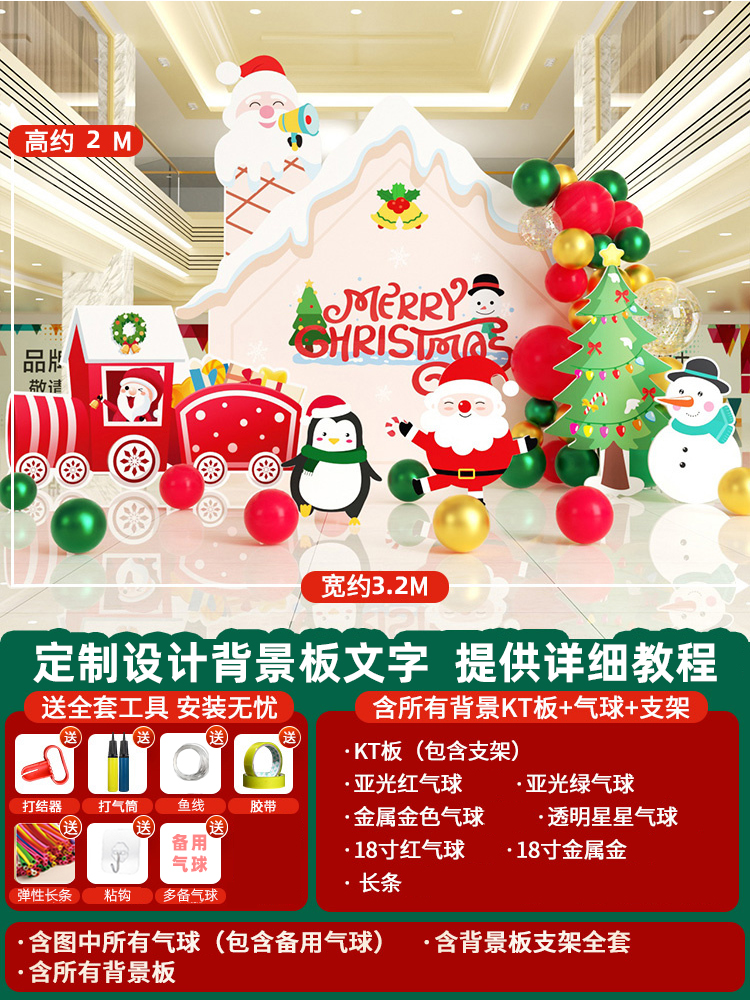 高约 2 M
MERRY
CHRISTMAS
品牌
敬请
宽约3.2M
定制设计背景板文字 提供详细教程
送全套工具 安装无忧
含所有背景KT板+气球+支架
送 送 送 送
打结器 打气筒 鱼线 胶带
送 送 送
备用
气球
弹性长条 粘钩 多备气球
·KT板（包含支架）
·亚光红气球 ·亚光绿气球
·金属金色气球 ·透明星星气球
·18寸红气球 ·18寸金属金
·长条
·含图中所有气球（包含备用气球） ·含背景板支架全套
·含所有背景板